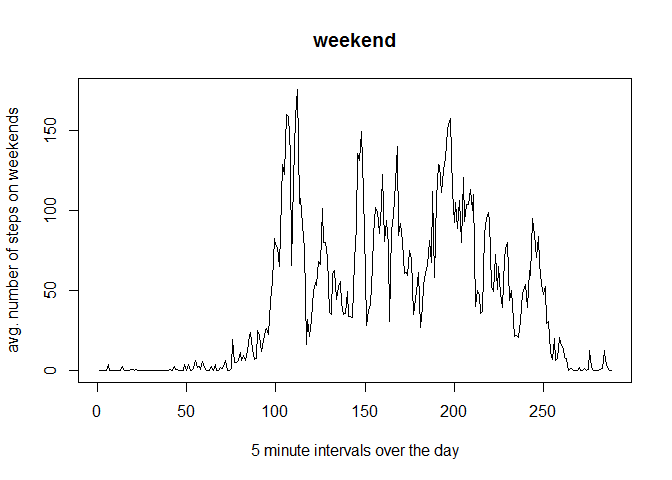 weekend
avg. number of steps on weekends
150
100
50
0
0 50 100 150 200 250
5 minute intervals over the day